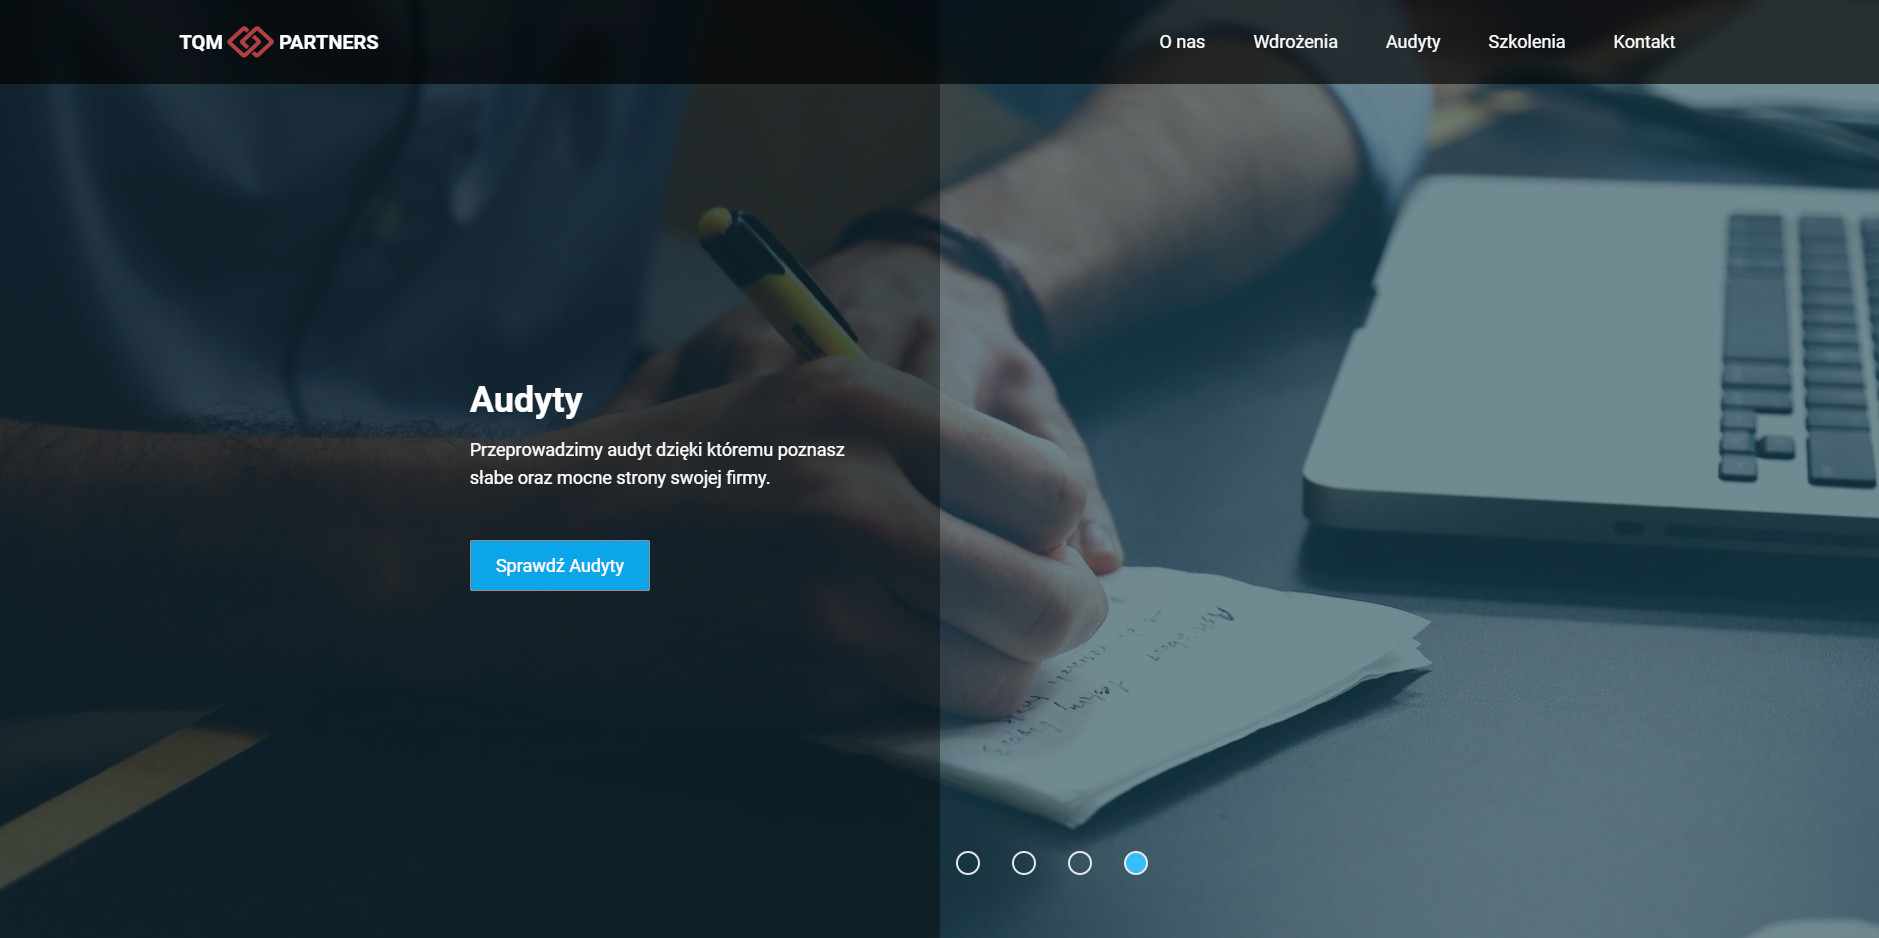 TQM PARTNERS
O nas
Wdrożenia
Audyty
Szkolenia
Kontakt
Audyty
Przeprowadzimy audyt dzięki któremu poznasz
słabe oraz mocne strony swojej firmy.
Sprawdź Audyty